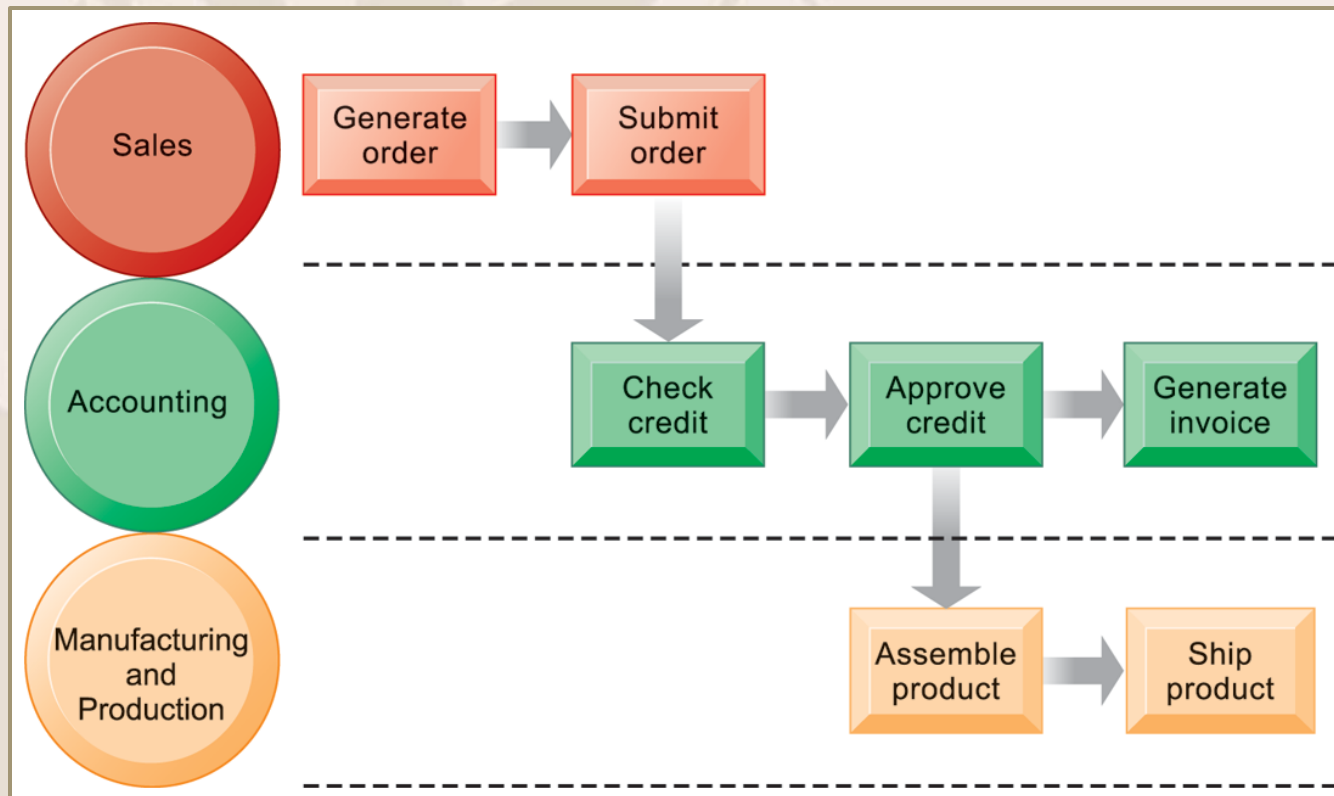 Sales
Generate
order
Submit
order
Accounting
Check
credit
Approve
credit
Generate
invoice
Manufacturing
and
Production
Assemble
product
Ship
product